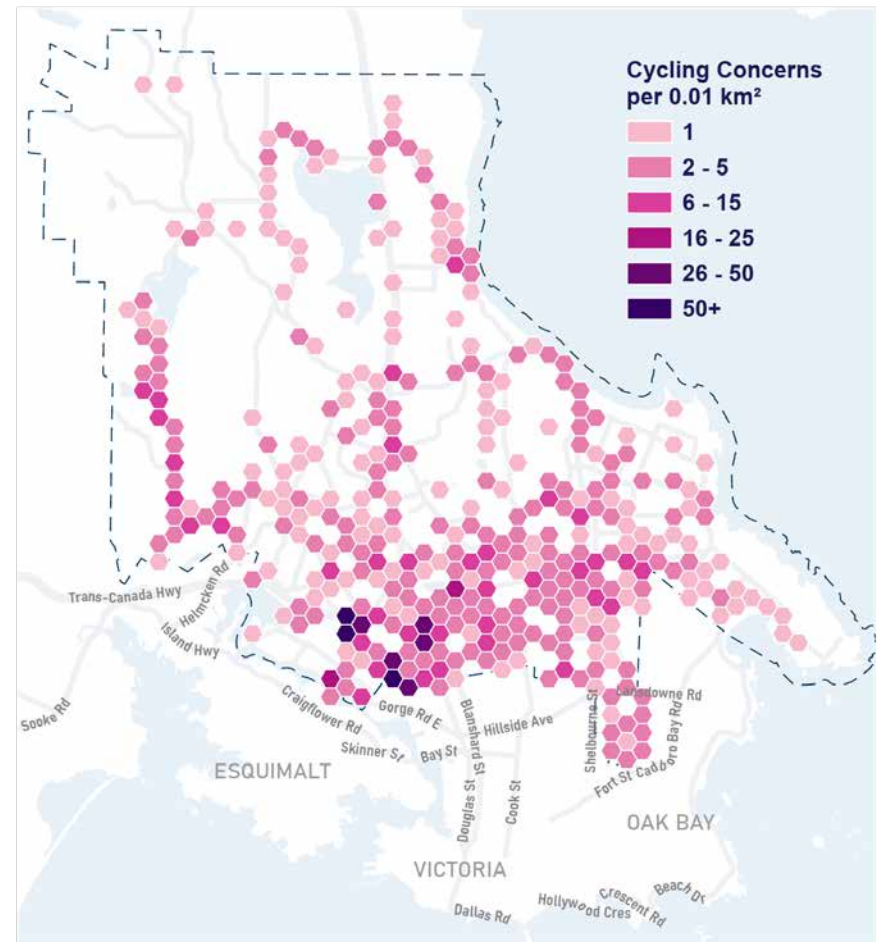 Cycling Concerns
per 0.01 km²
1
2 - 5
6 - 15
16 - 25
26 - 50
50+
Trans-Canada Hwy
Helmcken Rd
Island Hwy
Sooke Rd
Craigflower Rd
Gorge Rd E
Skinner St
Bay St
Blanshard St
Hillside Ave
Shelbourne St
Lansdowne Rd
Cadboro Bay Rd
Fort St
Douglas St
Cook St
ESQUIMALT
OAK BAY
VICTORIA
Dallas Rd
Hollywood Cres
Crescent Rd
Beach Dr